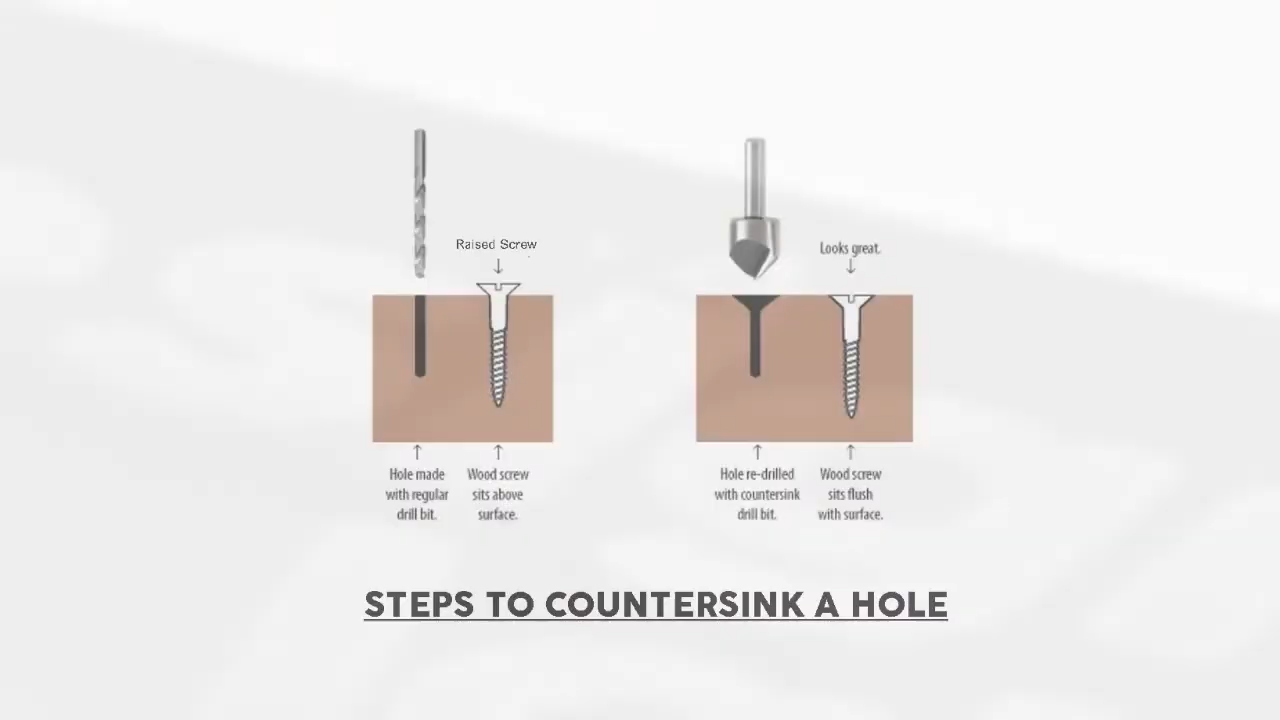 Raised Screw
Looks great.
Hole made
with regular
drill bit.
Wood screw
sits above
surface.
Hole re-drilled
with countersink
drill bit.
Wood screw
sits flush
with surface.
STEPS TO COUNTERSINK A HOLE